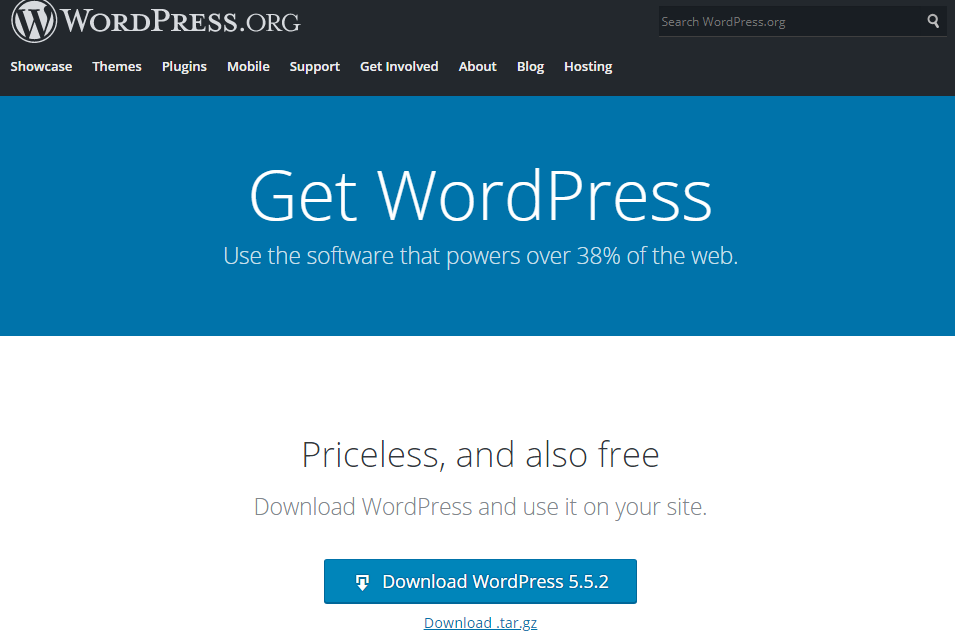 WORDPRESS.ORG
Search WordPress.org
Showcase Themes Plugins Mobile Support Get Involved About Blog Hosting
Get WordPress
Use the software that powers over 38% of the web.
Priceless, and also free
Download WordPress and use it on your site.
Download WordPress 5.5.2
Download .tar.gz